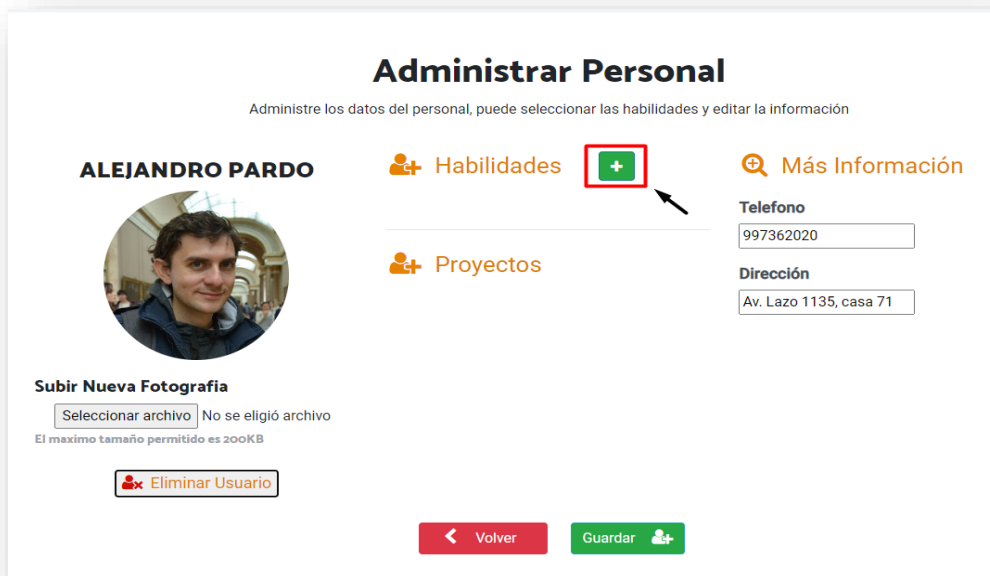 Administrar Personal
Administre los datos del personal, puede seleccionar las habilidades y editar la información
ALEJANDRO PARDO
Subir Nueva Fotografia
Seleccionar archivo No se eligió archivo
El maximo tamaño permitido es 200KB
Eliminar Usuario
Habilidades +
Proyectos
Más Información
Telefono
997362020
Dirección
Av. Lazo 1135, casa 71
Volver
Guardar